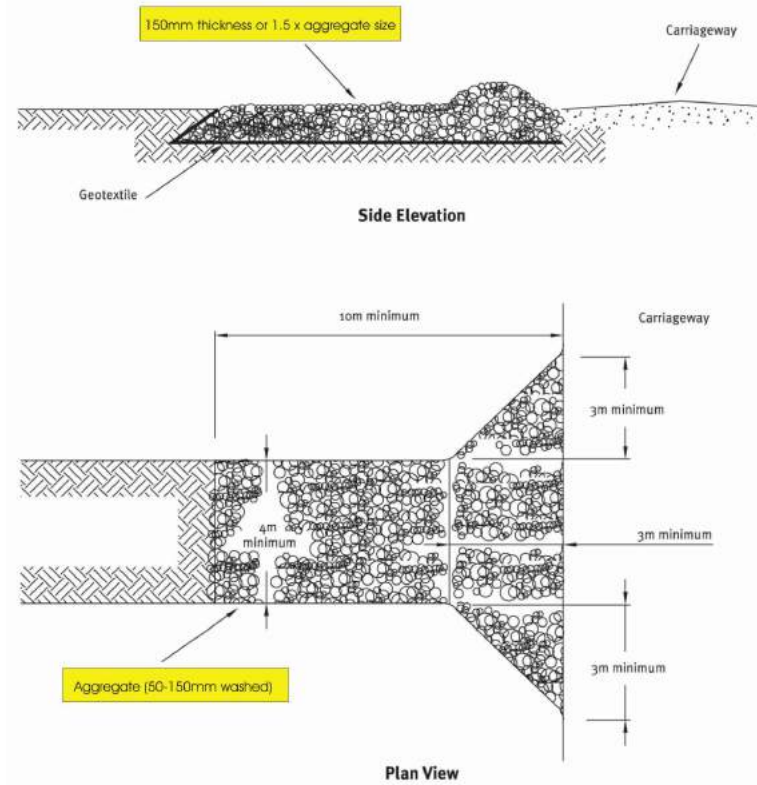 150mm thickness or 1.5 x aggregate size
Carriageway
Geotextile
Side Elevation
10m minimum
Carriageway
3m minimum
4m
minimum
3m minimum
3m minimum
Aggregate (50-150mm washed)
Plan View